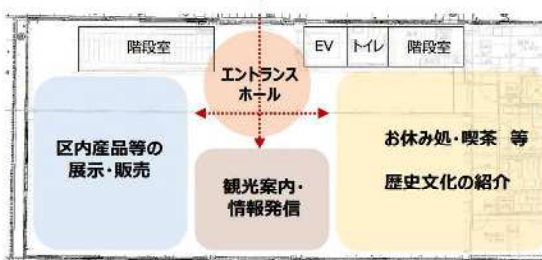 階段室
EV
トイレ
階段室
エントランス
ホール
区内産品等の
展示・販売
観光案内・
情報発信
お休み処・喫茶 等
歴史文化の紹介